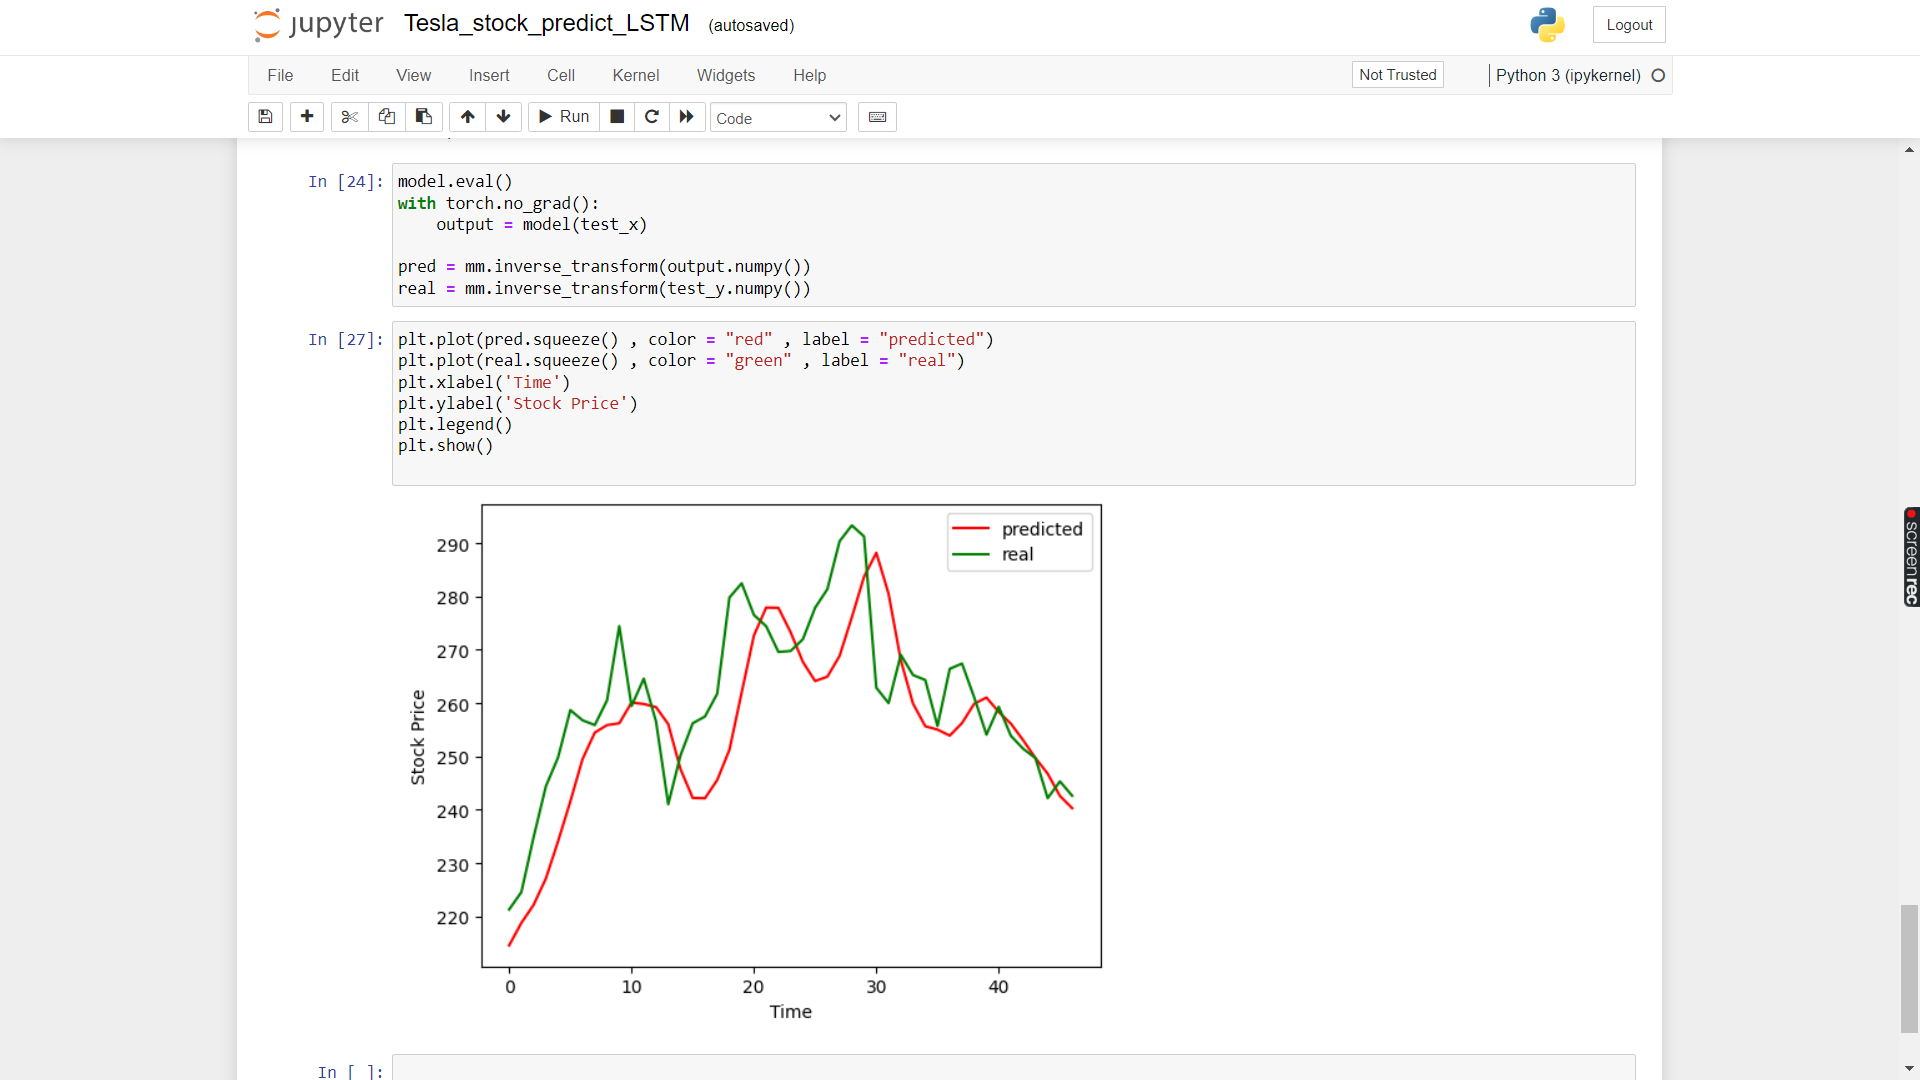 jupyter Tesla_stock_predict_LSTM (autosaved) Logout
File Edit View Insert Cell Kernel Widgets Help Not Trusted Python 3 (ipykernel)
Run Code
In [24]: model.eval()
with torch.no_grad():
    output = model(test_x)
pred = mm.inverse_transform(output.numpy())
real = mm.inverse_transform(test_y.numpy())
In [27]: plt.plot(pred.squeeze() , color = "red" , label = "predicted")
plt.plot(real.squeeze() , color = "green" , label = "real")
plt.xlabel('Time')
plt.ylabel('Stock Price')
plt.legend()
plt.show()
predicted
real
290
280
270
260
250
240
230
220
Stock Price
0 10 20 30 40
Time
In [ ]:
screenrec